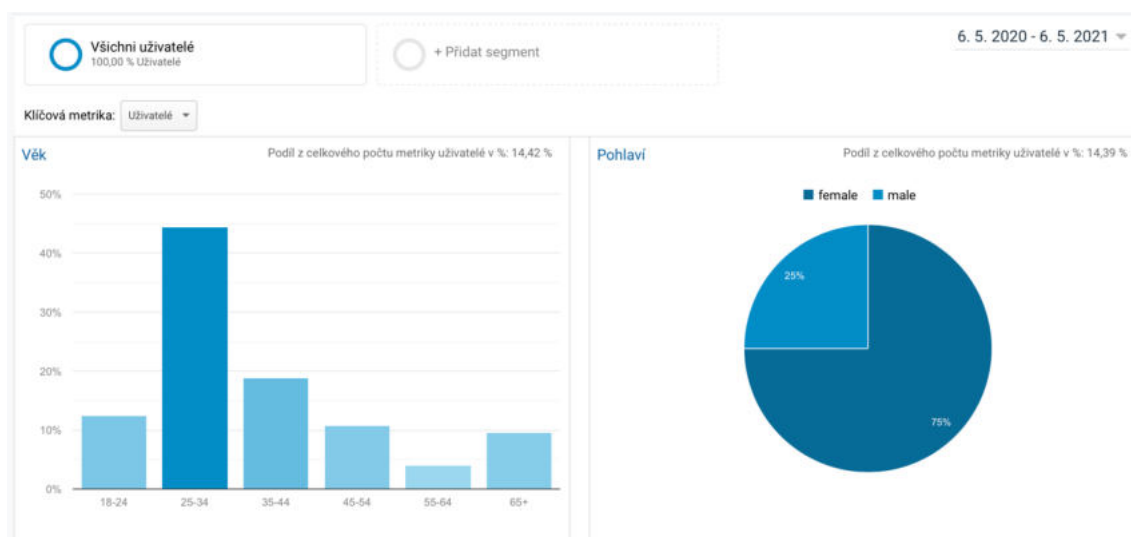 Všichni uživatelé
100,00 % Uživatelé
+ Přidat segment
6. 5. 2020 - 6. 5. 2021
Klíčová metrika:
Uživatelé
Věk
Podíl z celkového počtu metriky uživatelé v %: 14,42 %
50%
40%
30%
20%
10%
0%
18-24
25-34
35-44
45-54
55-64
65+
Pohlaví
Podíl z celkového počtu metriky uživatelé v %: 14,39 %
female
male
25%
75%